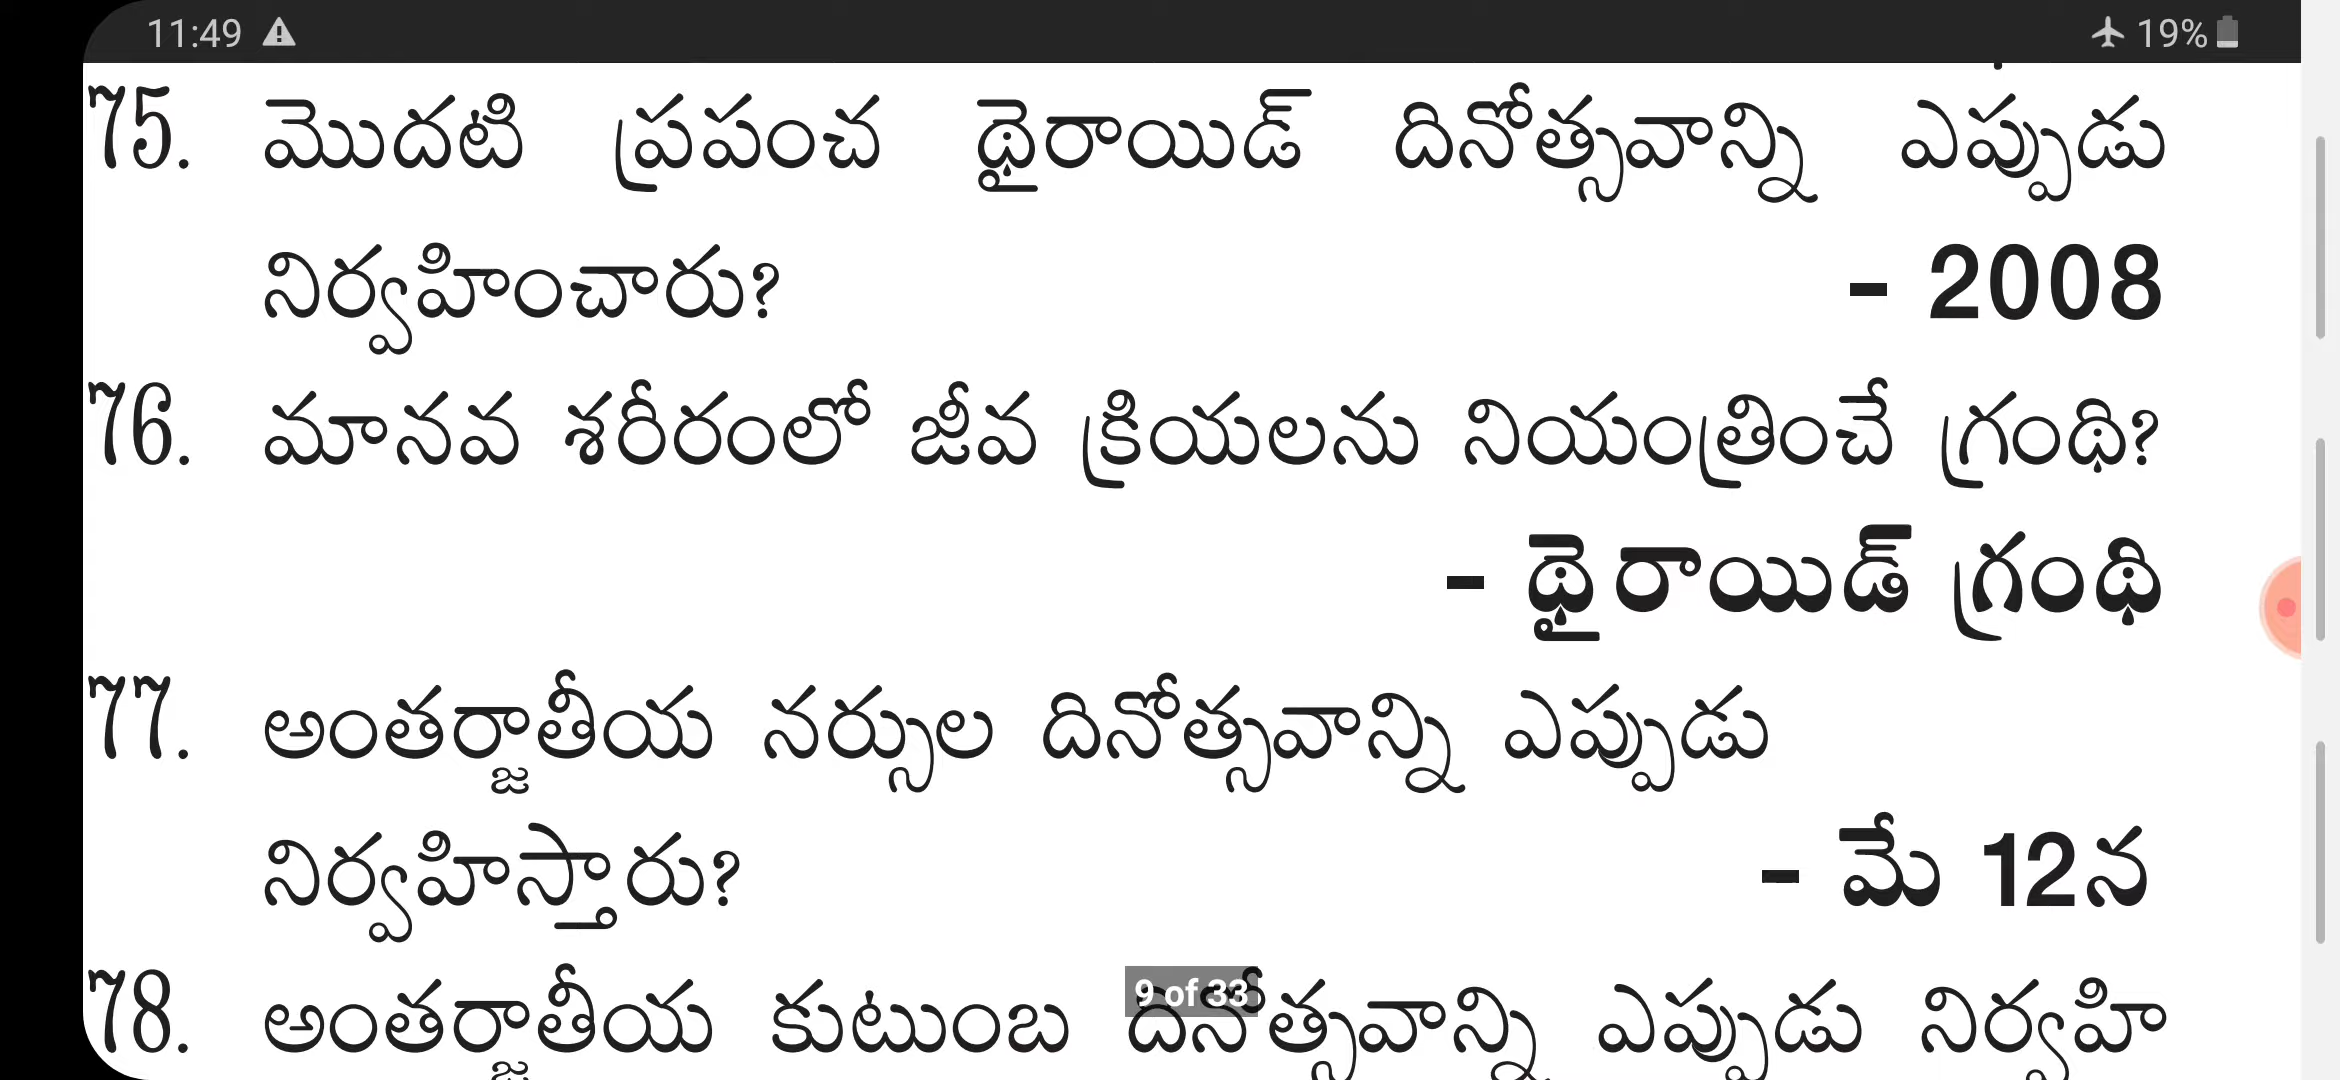 11:49 19%
75. మొదటి ప్రపంచ థైరాయిడ్ దినోత్సవాన్ని ఎప్పుడు
నిర్వహించారు? - 2008
76. మానవ శరీరంలో జీవ క్రియలను నియంత్రించే గ్రంథి?
- థైరాయిడ్ గ్రంథి
77. అంతర్జాతీయ నర్సుల దినోత్సవాన్ని ఎప్పుడు
నిర్వహిస్తారు? - మే 12న
78. అంతర్జాతీయ కుటుంబ దినోత్సవాన్ని ఎప్పుడు నిర్వహి
9 of 33